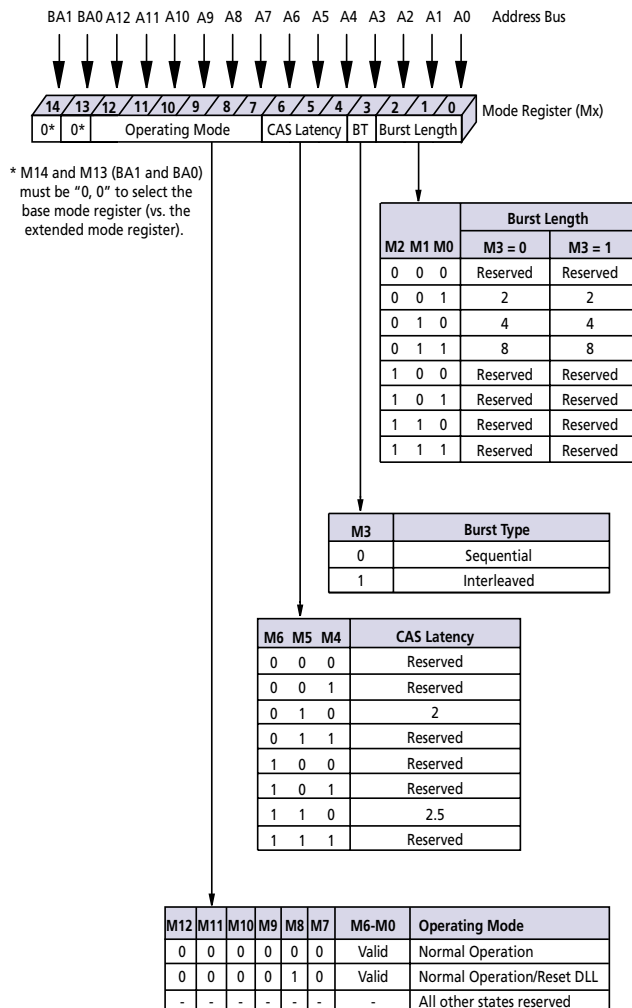 BA1 BA0 A12 A11 A10 A9 A8 A7 A6 A5 A4 A3 A2 A1 A0 Address Bus
14 13 12 11 10 9 8 7 6 5 4 3 2 1 0 Mode Register (Mx)
0* 0* Operating Mode CAS Latency BT Burst Length
* M14 and M13 (BA1 and BA0)
must be “0, 0” to select the
base mode register (vs. the
extended mode register).
Burst Length
M2 M1 M0 M3 = 0 M3 = 1
0 0 0 Reserved Reserved
0 0 1 2 2
0 1 0 4 4
0 1 1 8 8
1 0 0 Reserved Reserved
1 0 1 Reserved Reserved
1 1 0 Reserved Reserved
1 1 1 Reserved Reserved
M3 Burst Type
0 Sequential
1 Interleaved
M6 M5 M4 CAS Latency
0 0 0 Reserved
0 0 1 Reserved
0 1 0 2
0 1 1 Reserved
1 0 0 Reserved
1 0 1 Reserved
1 1 0 2.5
1 1 1 Reserved
M12 M11 M10 M9 M8 M7 M6-M0 Operating Mode
0 0 0 0 0 0 Valid Normal Operation
0 0 0 0 1 0 Valid Normal Operation/Reset DLL
- - - - - - - All other states reserved